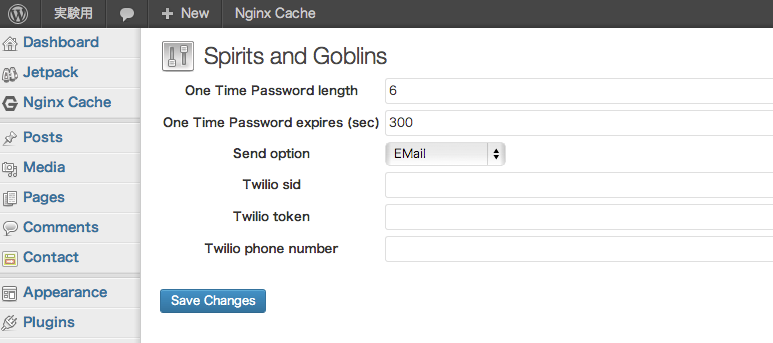 実験用 + New Nginx Cache
Dashboard
Jetpack
Nginx Cache
Posts
Media
Pages
Comments
Contact
Appearance
Plugins
Spirits and Goblins
One Time Password length 6
One Time Password expires (sec) 300
Send option EMail
Twilio sid
Twilio token
Twilio phone number
Save Changes